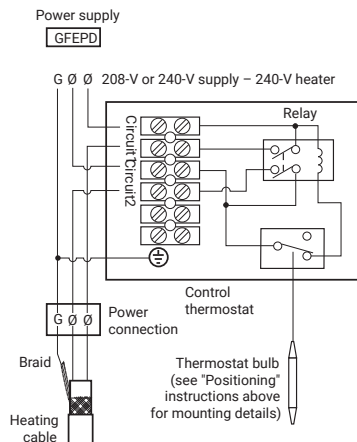 Power supply
GFEPD
G Ø Ø 208-V or 240-V supply – 240-V heater
Relay
Circuit1
Circuit2
Control
thermostat
G Ø Ø
Power
connection
Braid
Thermostat bulb
(see "Positioning"
instructions above
for mounting details)
Heating
cable